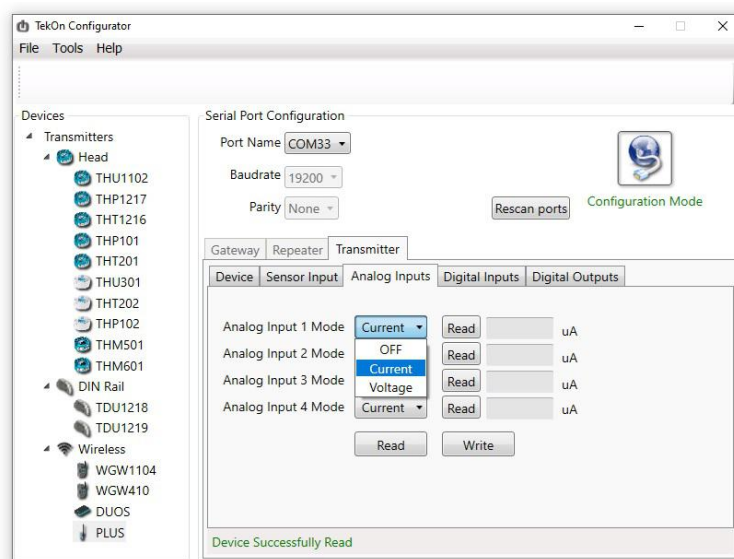 TekOn Configurator
File Tools Help
Devices
Transmitters
Head
THU1102
THP1217
THT1216
THP101
THT201
THU301
THT202
THP102
THM501
THM601
DIN Rail
TDU1218
TDU1219
Wireless
WGW1104
WGW410
DUOS
PLUS
Serial Port Configuration
Port Name COM33
Baudrate 19200
Parity None
Rescan ports
Configuration Mode
Gateway Repeater Transmitter
Device Sensor Input Analog Inputs Digital Inputs Digital Outputs
Analog Input 1 Mode Current Read uA
OFF
Current
Voltage
Analog Input 2 Mode Read uA
Analog Input 3 Mode Read uA
Analog Input 4 Mode Current Read uA
Read Write
Device Successfully Read